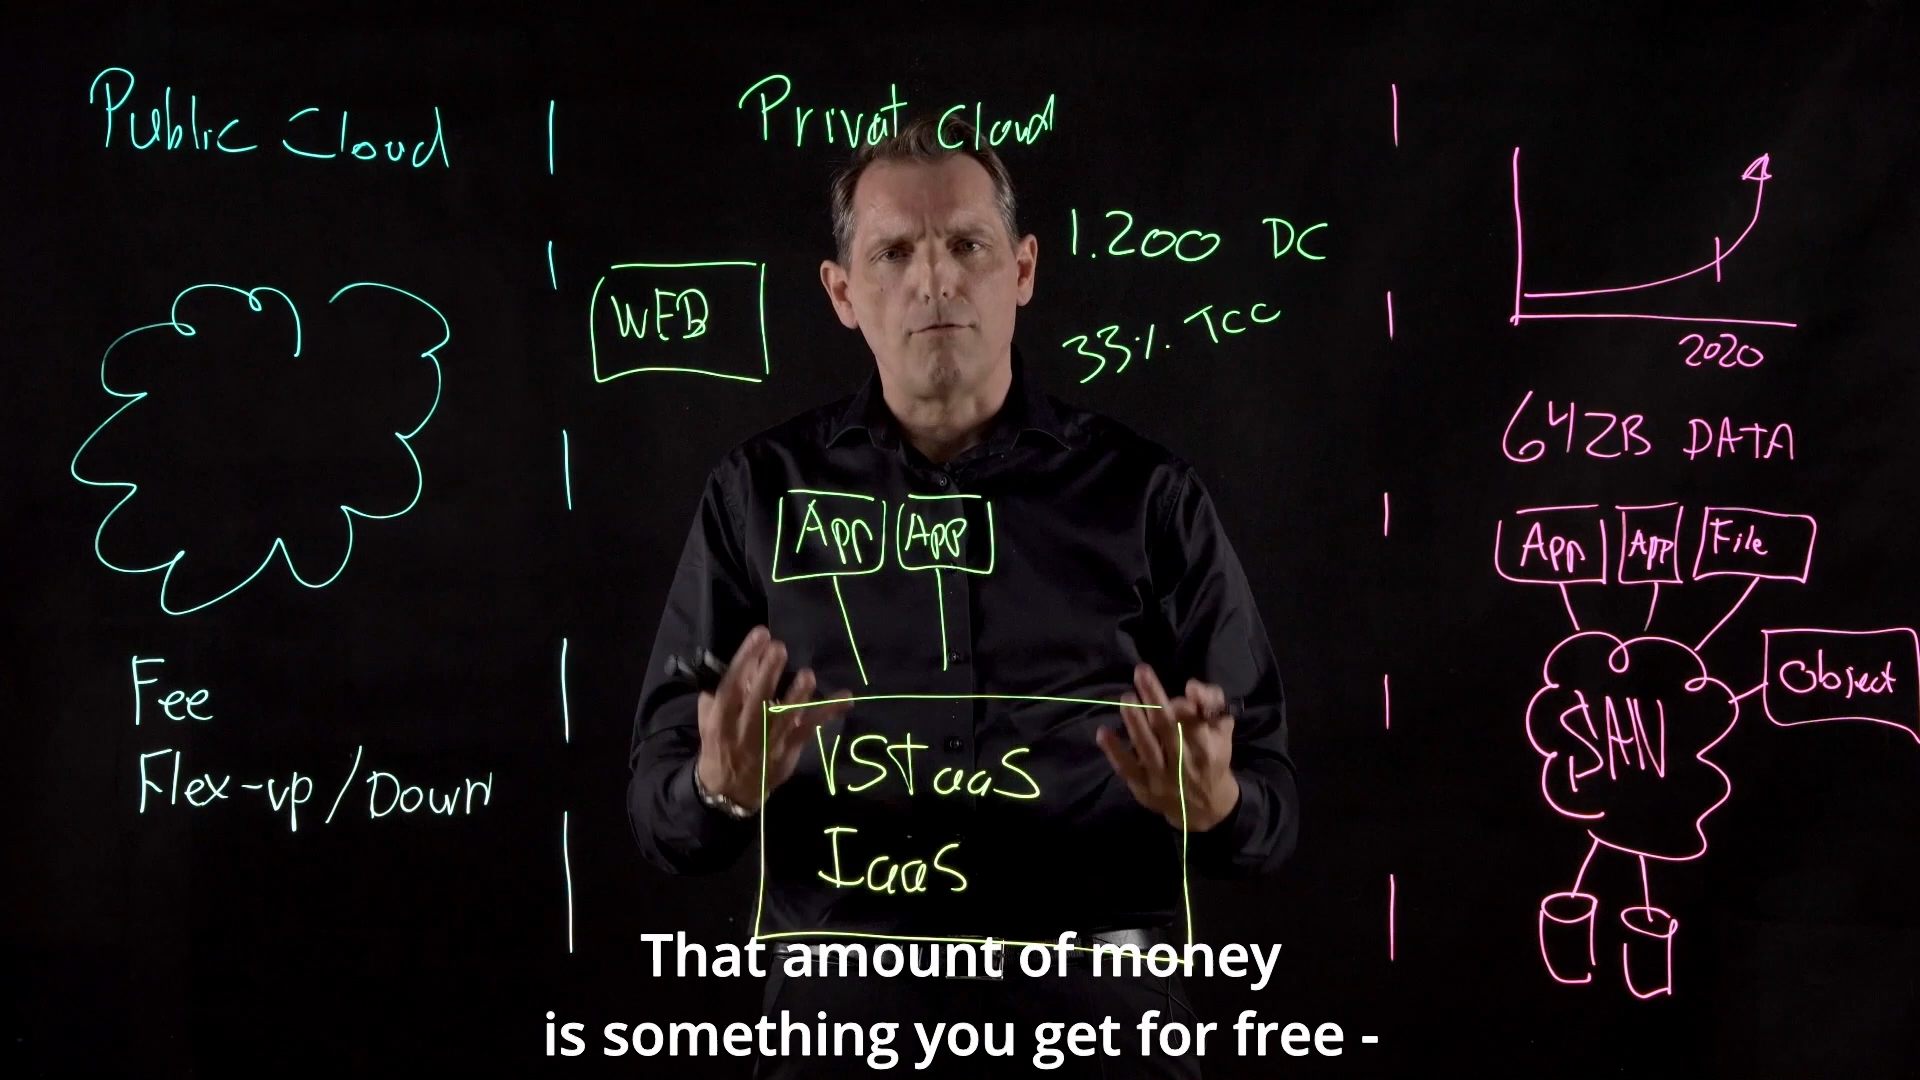 Public Cloud
Fee
Flex-up/Down
Privat Cloud
WEB
1.200 DC
33% TCC
App App
VSTaaS
IaaS
2020
64ZB DATA
App App File
Object
SAN
That amount of money
is something you get for free -